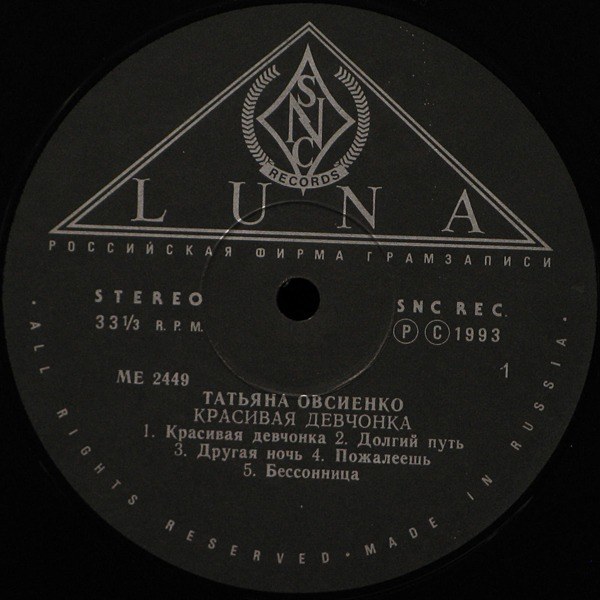 SNC
RECORDS
LUNA
РОССИЙСКАЯ ФИРМА ГРАМЗАПИСИ
STEREO
33 1/3 R.P.M.
SNC REC.
Ⓟ Ⓒ 1993
ME 2449
1
ТАТЬЯНА ОВСИЕНКО
КРАСИВАЯ ДЕВЧОНКА
1. Красивая девчонка 2. Долгий путь
3. Другая ночь 4. Пожалеешь
5. Бессонница
· ALL RIGHTS RESERVED · MADE IN RUSSIA ·